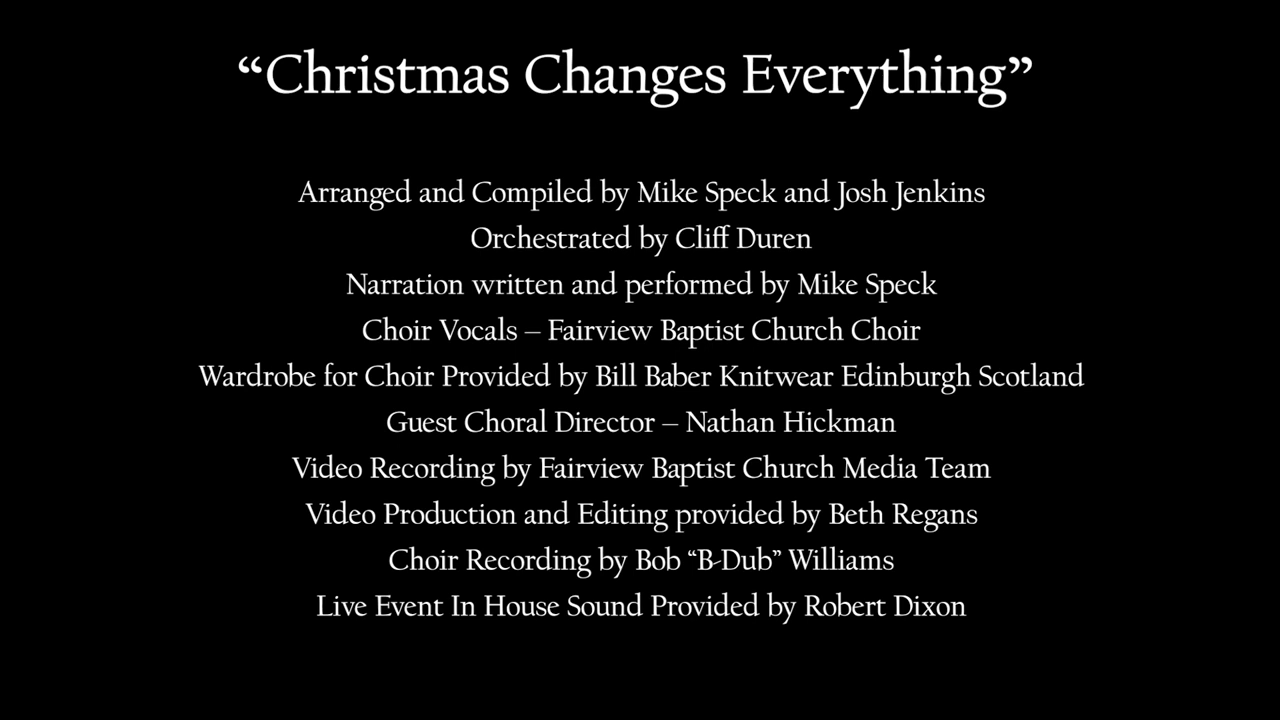 “Christmas Changes Everything”
Arranged and Compiled by Mike Speck and Josh Jenkins
Orchestrated by Cliff Duren
Narration written and performed by Mike Speck
Choir Vocals – Fairview Baptist Church Choir
Wardrobe for Choir Provided by Bill Baber Knitwear Edinburgh Scotland
Guest Choral Director – Nathan Hickman
Video Recording by Fairview Baptist Church Media Team
Video Production and Editing provided by Beth Regans
Choir Recording by Bob “B-Dub” Williams
Live Event In House Sound Provided by Robert Dixon